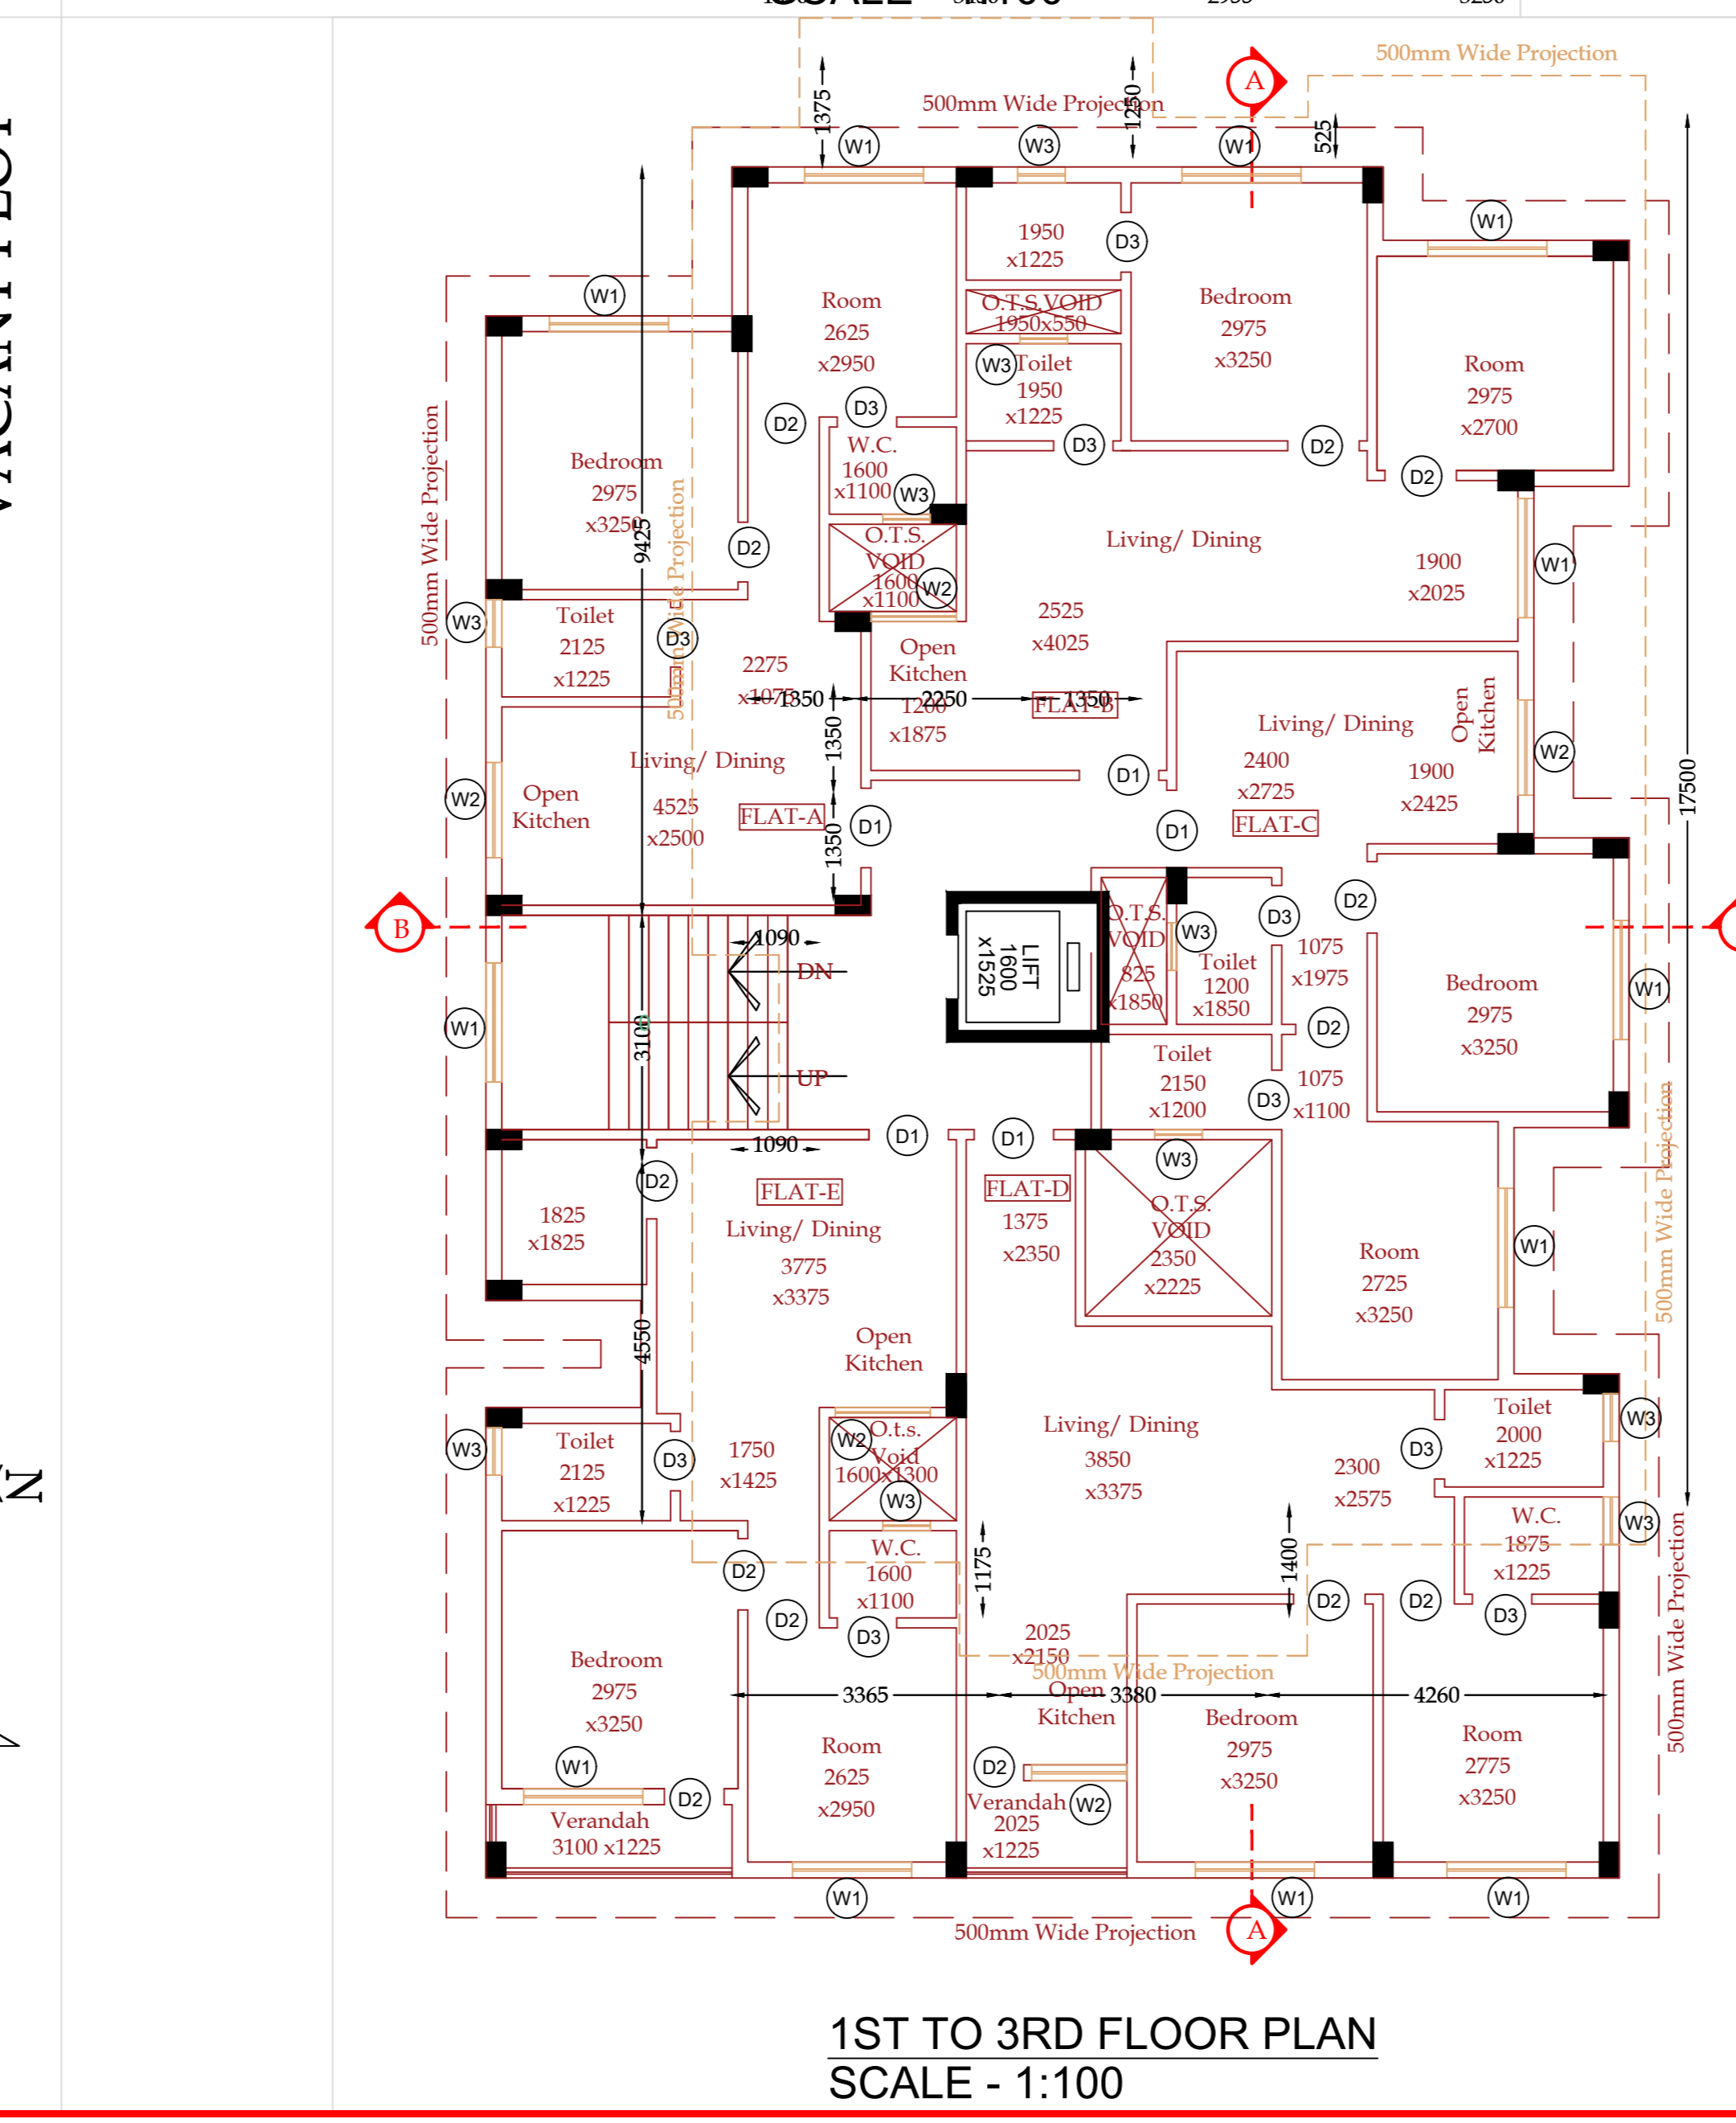 500mm Wide Projection
A
500mm Wide Projection
1375
1250
525
W1
W3
W1
W1
W1
1950
x1225
D3
Room
2625
x2950
O.T.S.VOID
1950x550
Bedroom
2975
x3250
W3
Toilet
1950
x1225
Room
2975
x2700
D2
D3
D3
D2
D2
W.C.
1600
x1100
W3
Bedroom
2975
x3250
9425
500mm Wide Projection
500mm Wide Projection
D2
O.T.S.
VOID
1600
x1100
W2
Living/ Dining
1900
x2025
W1
W3
Toilet
2125
x1225
D3
2525
x4025
Open
Kitchen
1200
x1875
2275
x1075
1350
2250
1350
FLAT-B
1350
Living/ Dining
Open
Kitchen
W2
2400
x2725
1900
x2425
FLAT-C
17500
Living/ Dining
D1
W2
Open
Kitchen
4525
x2500
FLAT-A
1350
D1
D1
B
D2
D3
O.T.S.
VOID
825
x1850
W3
Toilet
1200
x1850
1075
x1975
LIFT
1600
x1525
1090
DN
Bedroom
2975
x3250
W1
W1
3100
D2
UP
Toilet
2150
x1200
D3
1075
x1100
1090
D1
D1
W3
D2
FLAT-E
FLAT-D
1825
x1825
Living/ Dining
3775
x3375
1375
x2350
O.T.S.
VOID
2350
x2225
Room
2725
x3250
W1
500mm Wide Projection
4550
Open
Kitchen
W3
Toilet
2125
x1225
D3
1750
x1425
W2
O.t.s.
Void
1600x1300
W3
Living/ Dining
3850
x3375
2300
x2575
D3
Toilet
2000
x1225
W3
W.C.
1875
x1225
W3
W.C.
1600
x1100
1175
1400
D2
D2
D3
D2
D2
D3
500mm Wide Projection
2025
x2150
500mm Wide Projection
Open
Kitchen
3365
3380
4260
Bedroom
2975
x3250
Bedroom
2975
x3250
Room
2775
x3250
Room
2625
x2950
W1
D2
D2
W2
Verandah
3100 x1225
Verandah
2025
x1225
W1
W1
W1
500mm Wide Projection
A
1ST TO 3RD FLOOR PLAN
SCALE - 1:100